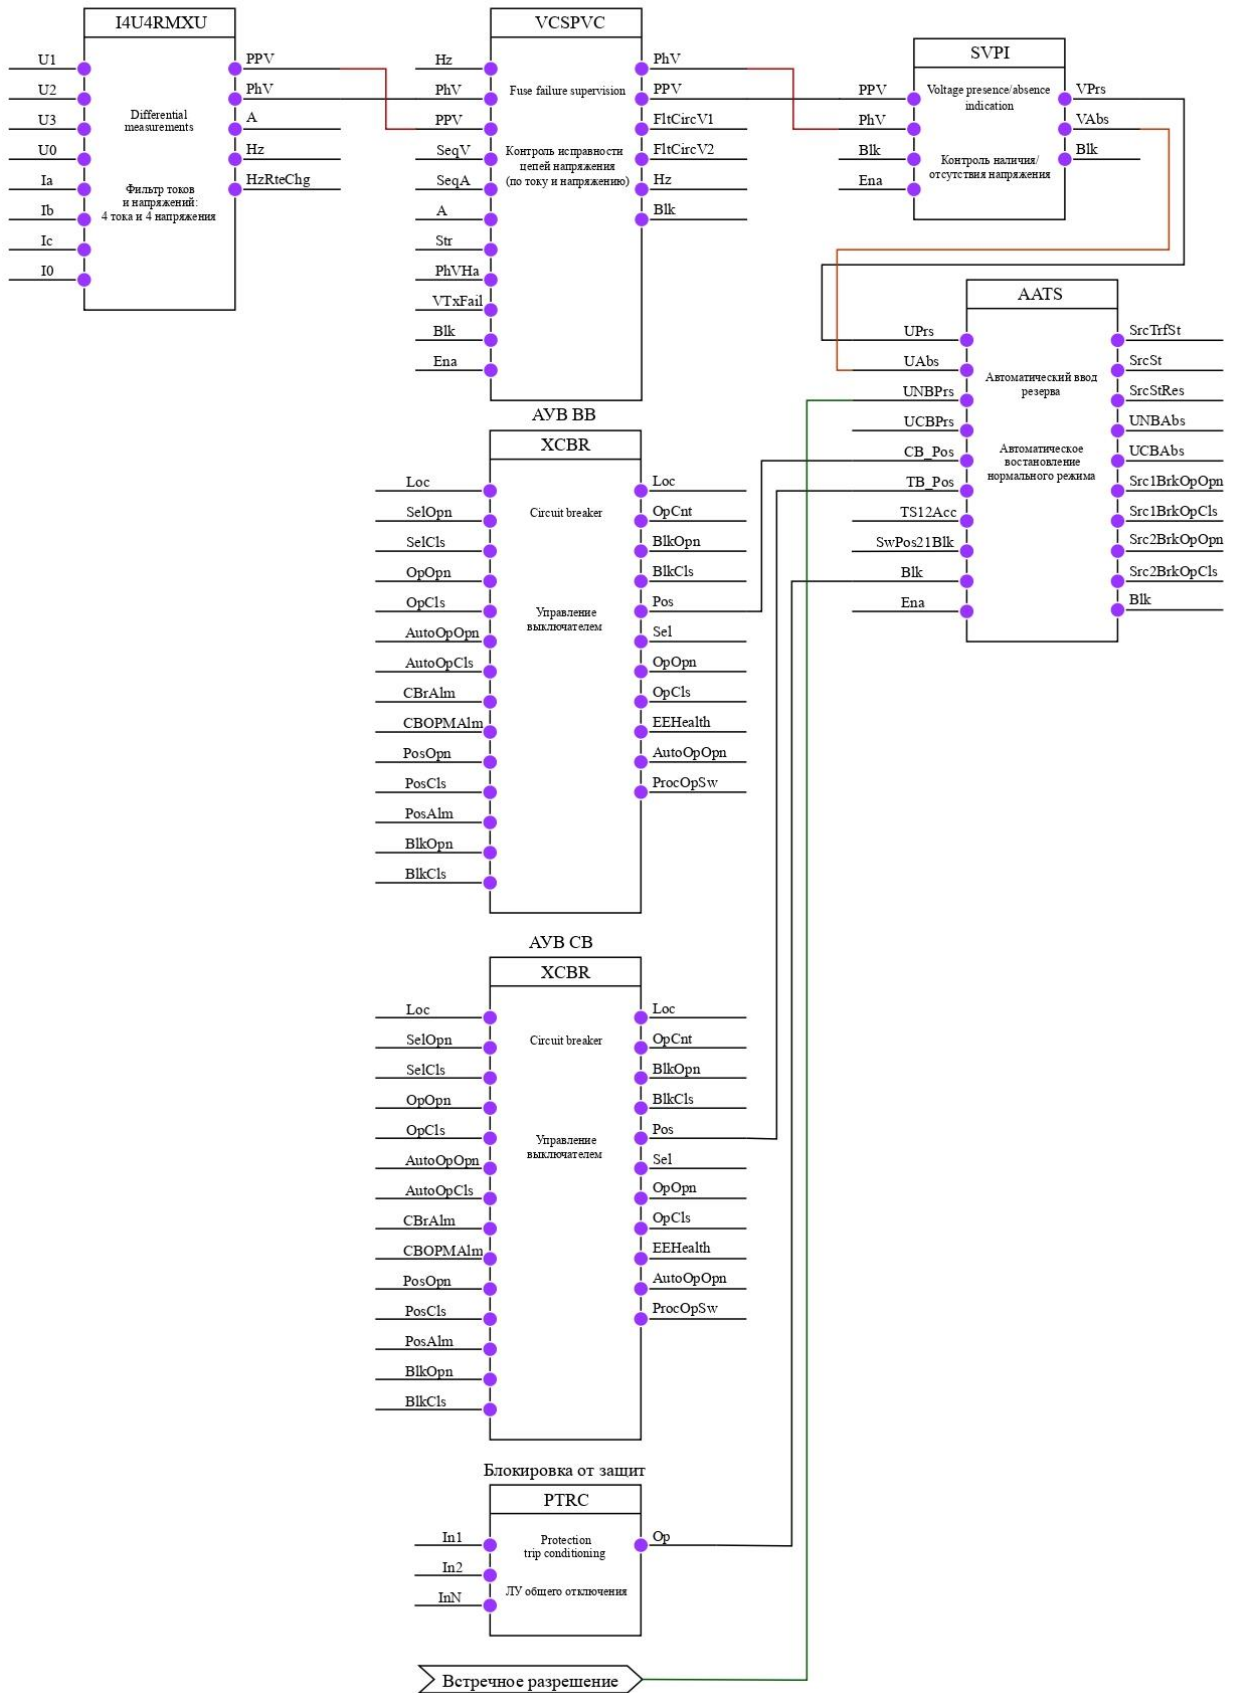 I4U4RMXU
U1
U2
U3
U0
Ia
Ib
Ic
I0
Differential
measurements
Фильтр токов
и напряжений:
4 тока и 4 напряжения
PPV
PhV
A
Hz
HzRteChg
VCSPVC
Hz
PhV
PPV
SeqV
SeqA
A
Str
PhVHa
VTxFail
Blk
Ena
Fuse failure supervision
Контроль исправности
цепей напряжения
(по току и напряжению)
PhV
PPV
FltCircV1
FltCircV2
Hz
Blk
SVPI
PPV
PhV
Blk
Ena
Voltage presence/absence
indication
Контроль наличия/
отсутствия напряжения
VPrs
VAbs
Blk
AATS
UPrs
UAbs
UNBPrs
UCBPrs
CB_Pos
TB_Pos
TS12Acc
SwPos21Blk
Blk
Ena
Автоматический ввод
резерва
Автоматическое
востановление
нормального режима
SrcTrfSt
SrcSt
SrcStRes
UNBAbs
UCBAbs
Src1BrkOpOpn
Src1BrkOpCls
Src2BrkOpOpn
Src2BrkOpCls
Blk
АУВ ВВ
XCBR
Loc
SelOpn
SelCls
OpOpn
OpCls
AutoOpOpn
AutoOpCls
CBrAlm
CBOPMAlm
PosOpn
PosCls
PosAlm
BlkOpn
BlkCls
Circuit breaker
Управление
выключателем
Loc
OpCnt
BlkOpn
BlkCls
Pos
Sel
OpOpn
OpCls
EEHealth
AutoOpOpn
ProcOpSw
АУВ СВ
XCBR
Loc
SelOpn
SelCls
OpOpn
OpCls
AutoOpOpn
AutoOpCls
CBrAlm
CBOPMAlm
PosOpn
PosCls
PosAlm
BlkOpn
BlkCls
Circuit breaker
Управление
выключателем
Loc
OpCnt
BlkOpn
BlkCls
Pos
Sel
OpOpn
OpCls
EEHealth
AutoOpOpn
ProcOpSw
Блокировка от защит
PTRC
In1
In2
InN
Protection
trip conditioning
ЛУ общего отключения
Op
Встречное разрешение